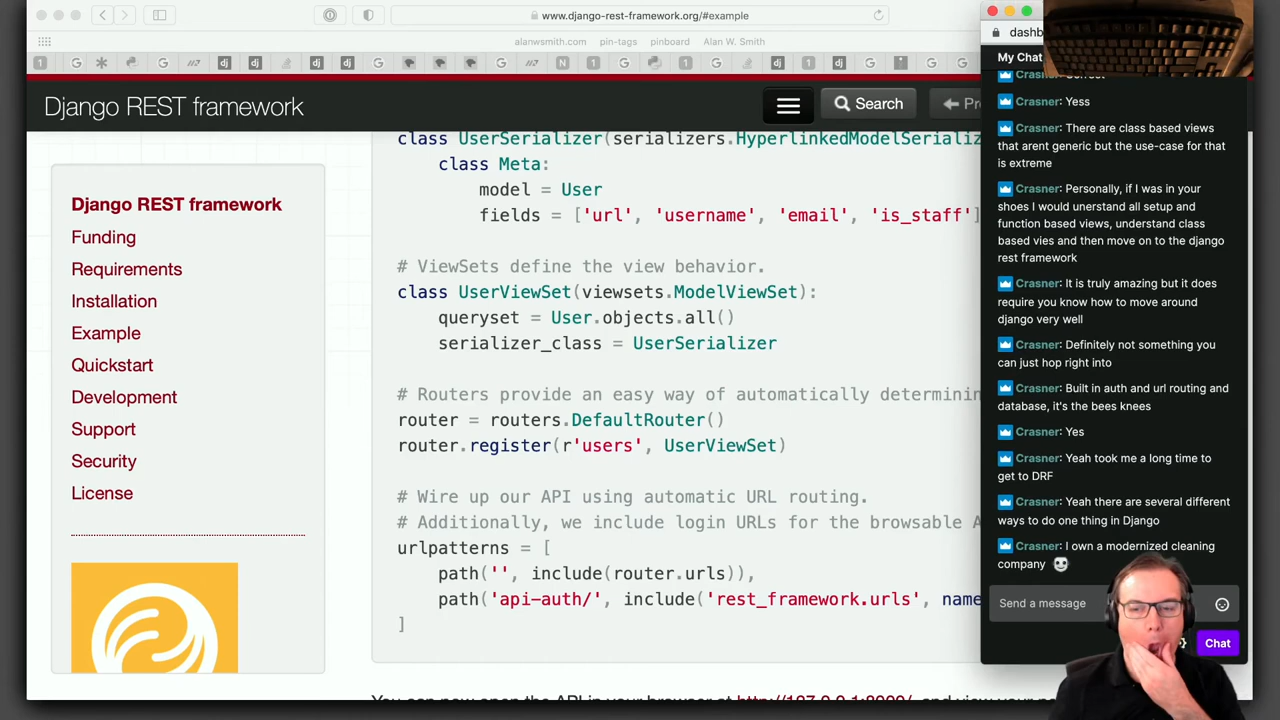 www.django-rest-framework.org/#example
alanwsmith.com pin-tags pinboard Alan W. Smith
Django REST framework
Search
Pr
Django REST framework
Funding
Requirements
Installation
Example
Quickstart
Development
Support
Security
License
class UserSerializer(serializers.HyperlinkedModelSerializ
class Meta:
model = User
fields = ['url', 'username', 'email', 'is_staff']
# ViewSets define the view behavior.
class UserViewSet(viewsets.ModelViewSet):
queryset = User.objects.all()
serializer_class = UserSerializer
# Routers provide an easy way of automatically determinin
router = routers.DefaultRouter()
router.register(r'users', UserViewSet)
# Wire up our API using automatic URL routing.
# Additionally, we include login URLs for the browsable A
urlpatterns = [
path('', include(router.urls)),
path('api-auth/', include('rest_framework.urls', name
]
dashb
My Chat
Crasner: Correct
Crasner: Yess
Crasner: There are class based views
that arent generic but the use-case for that
is extreme
Crasner: Personally, if I was in your
shoes I would unerstand all setup and
function based views, understand class
based vies and then move on to the django
rest framework
Crasner: It is truly amazing but it does
require you know how to move around
django very well
Crasner: Definitely not something you
can just hop right into
Crasner: Built in auth and url routing and
database, it's the bees knees
Crasner: Yes
Crasner: Yeah took me a long time to
get to DRF
Crasner: Yeah there are several different
ways to do one thing in Django
Crasner: I own a modernized cleaning
company
Send a message
Chat